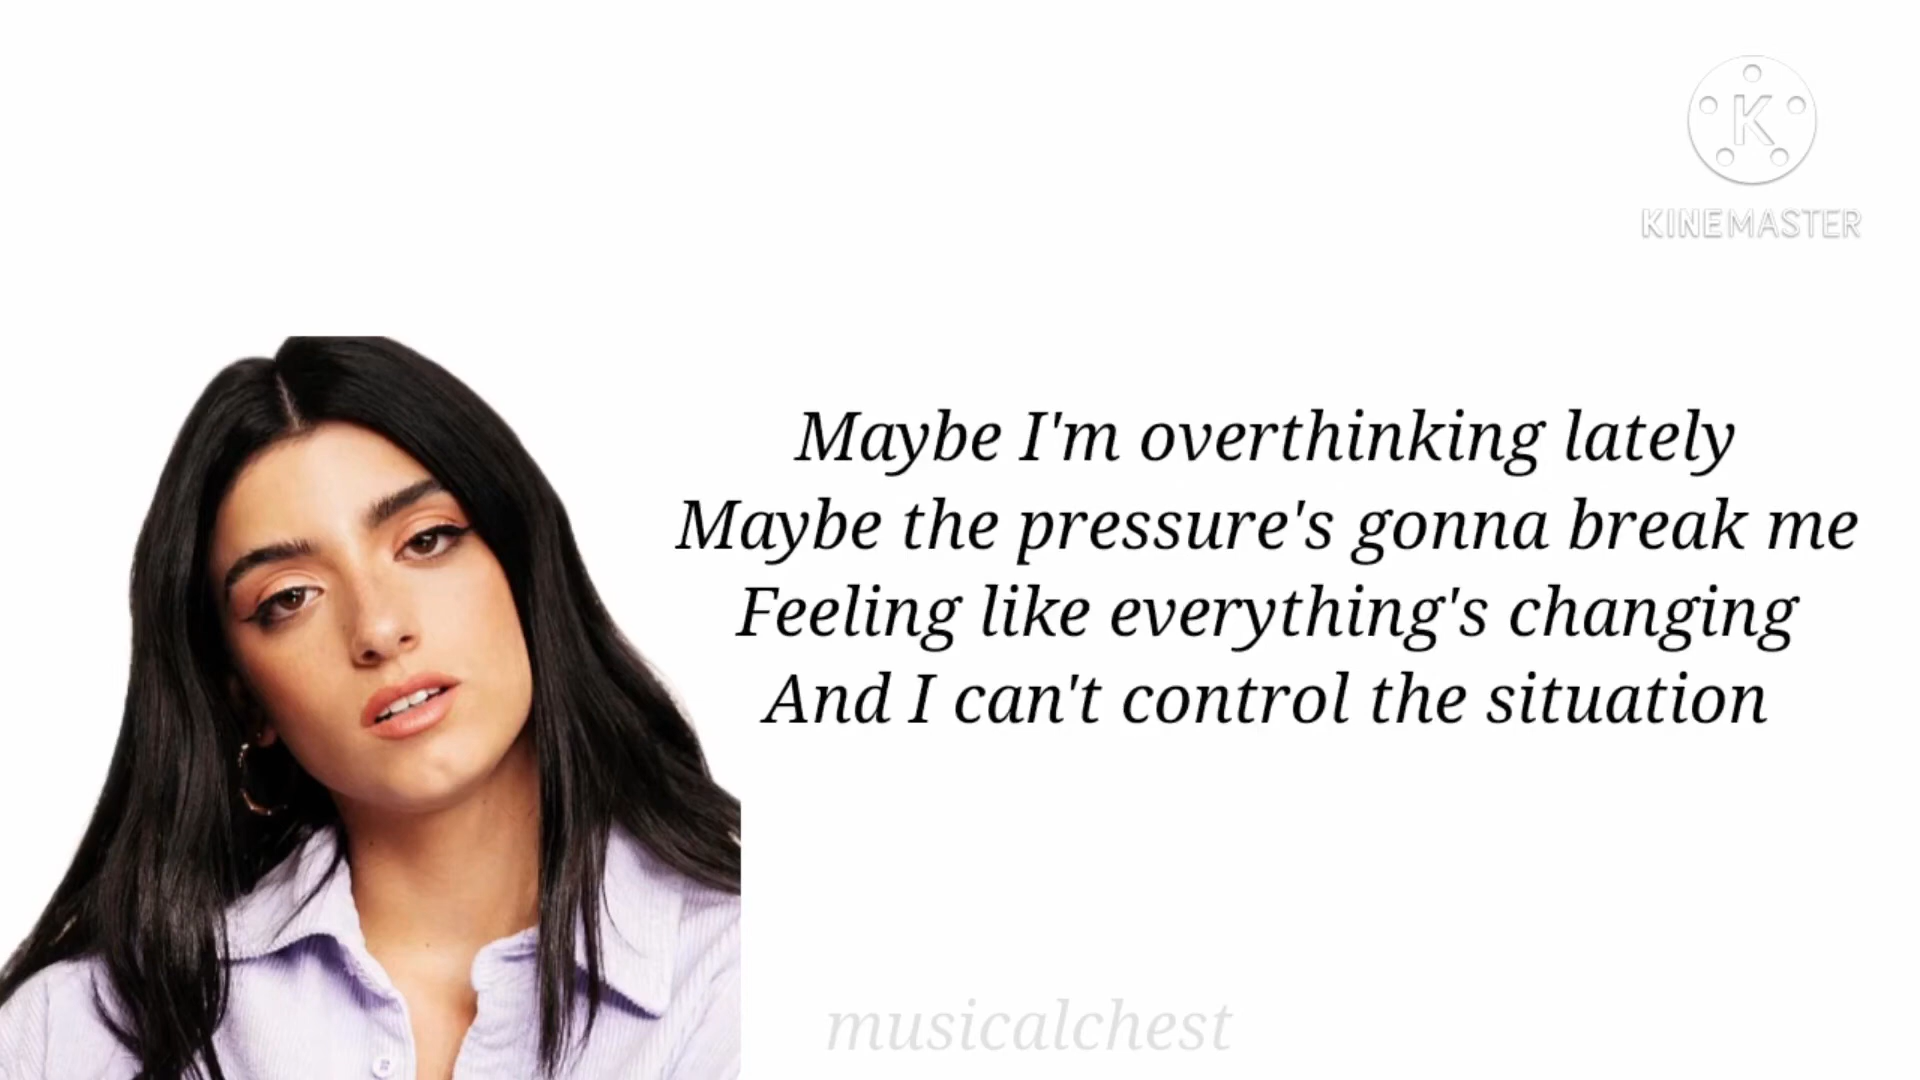 K
KINEMASTER
Maybe I'm overthinking lately
Maybe the pressure's gonna break me
Feeling like everything's changing
And I can't control the situation
musicalchest